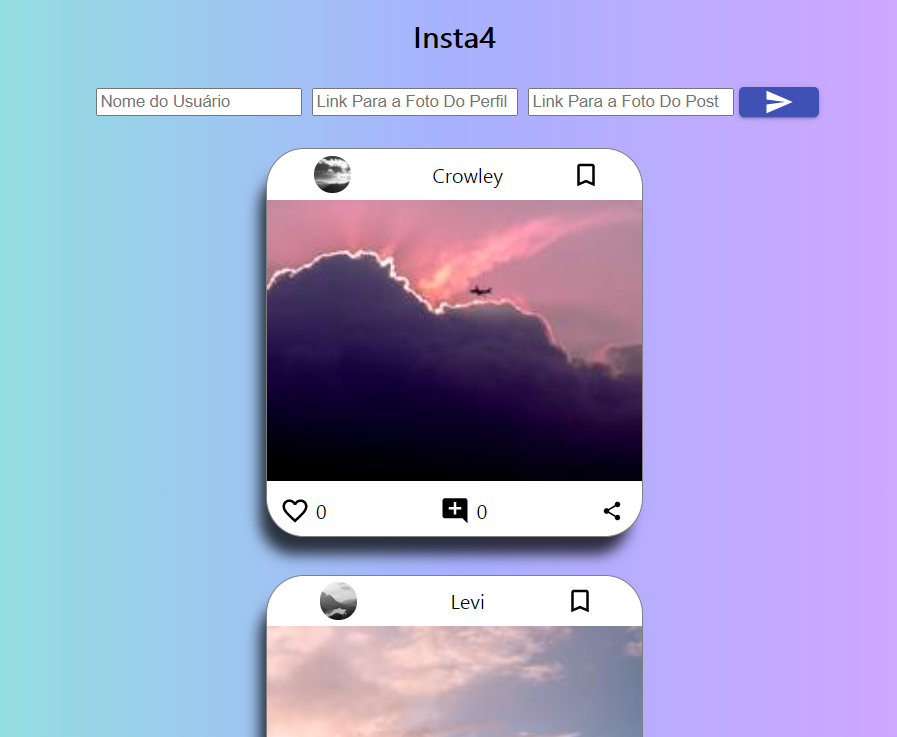 Insta4
Nome do Usuário Link Para a Foto Do Perfil Link Para a Foto Do Post
Crowley
0 0
Levi